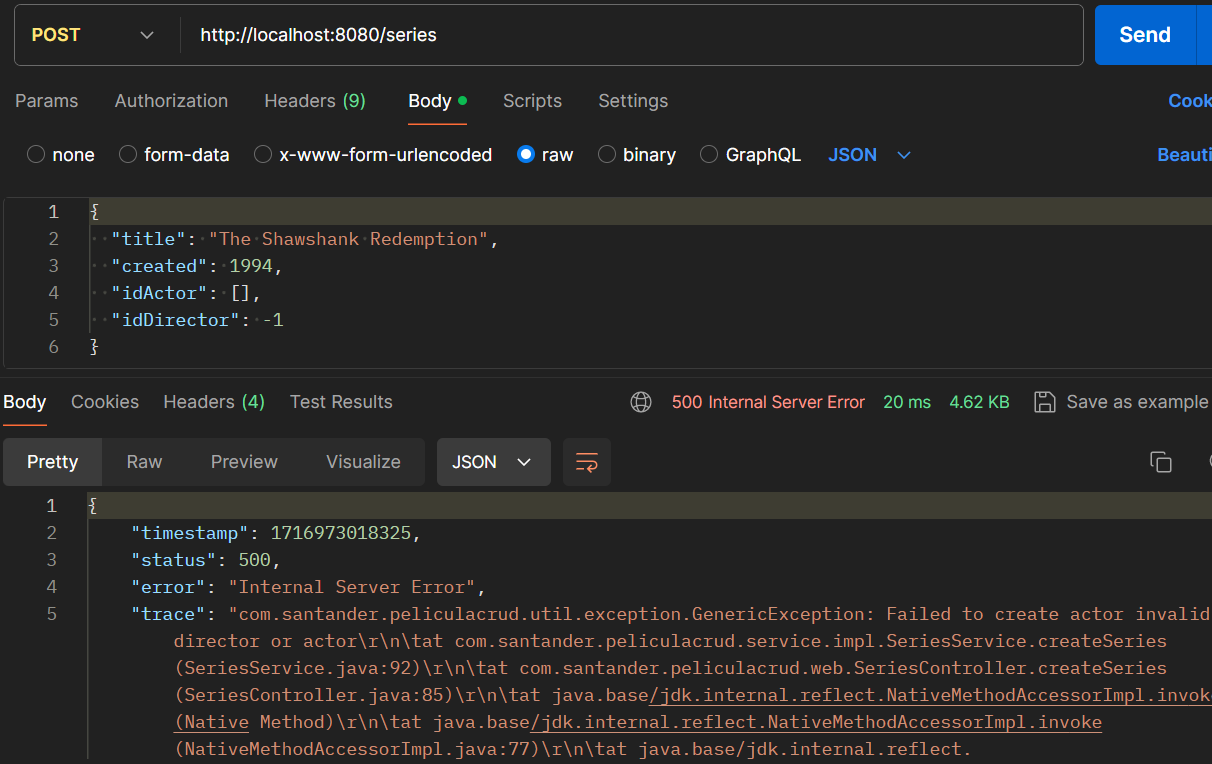 POST http://localhost:8080/series Send
Params Authorization Headers (9) Body Scripts Settings Cook
none form-data x-www-form-urlencoded raw binary GraphQL JSON Beauti
1 {
2 "title": "The Shawshank Redemption",
3 "created": 1994,
4 "idActor": [],
5 "idDirector": -1
6 }
Body Cookies Headers (4) Test Results 500 Internal Server Error 20 ms 4.62 KB Save as example
Pretty Raw Preview Visualize JSON
1 {
2 "timestamp": 1716973018325,
3 "status": 500,
4 "error": "Internal Server Error",
5 "trace": "com.santander.peliculacrud.util.exception.GenericException: Failed to create actor invalid
director or actor\r\n\tat com.santander.peliculacrud.service.impl.SeriesService.createSeries
(SeriesService.java:92)\r\n\tat com.santander.peliculacrud.web.SeriesController.createSeries
(SeriesController.java:85)\r\n\tat java.base/jdk.internal.reflect.NativeMethodAccessorImpl.invoke
(Native Method)\r\n\tat java.base/jdk.internal.reflect.NativeMethodAccessorImpl.invoke
(NativeMethodAccessorImpl.java:77)\r\n\tat java.base/jdk.internal.reflect.